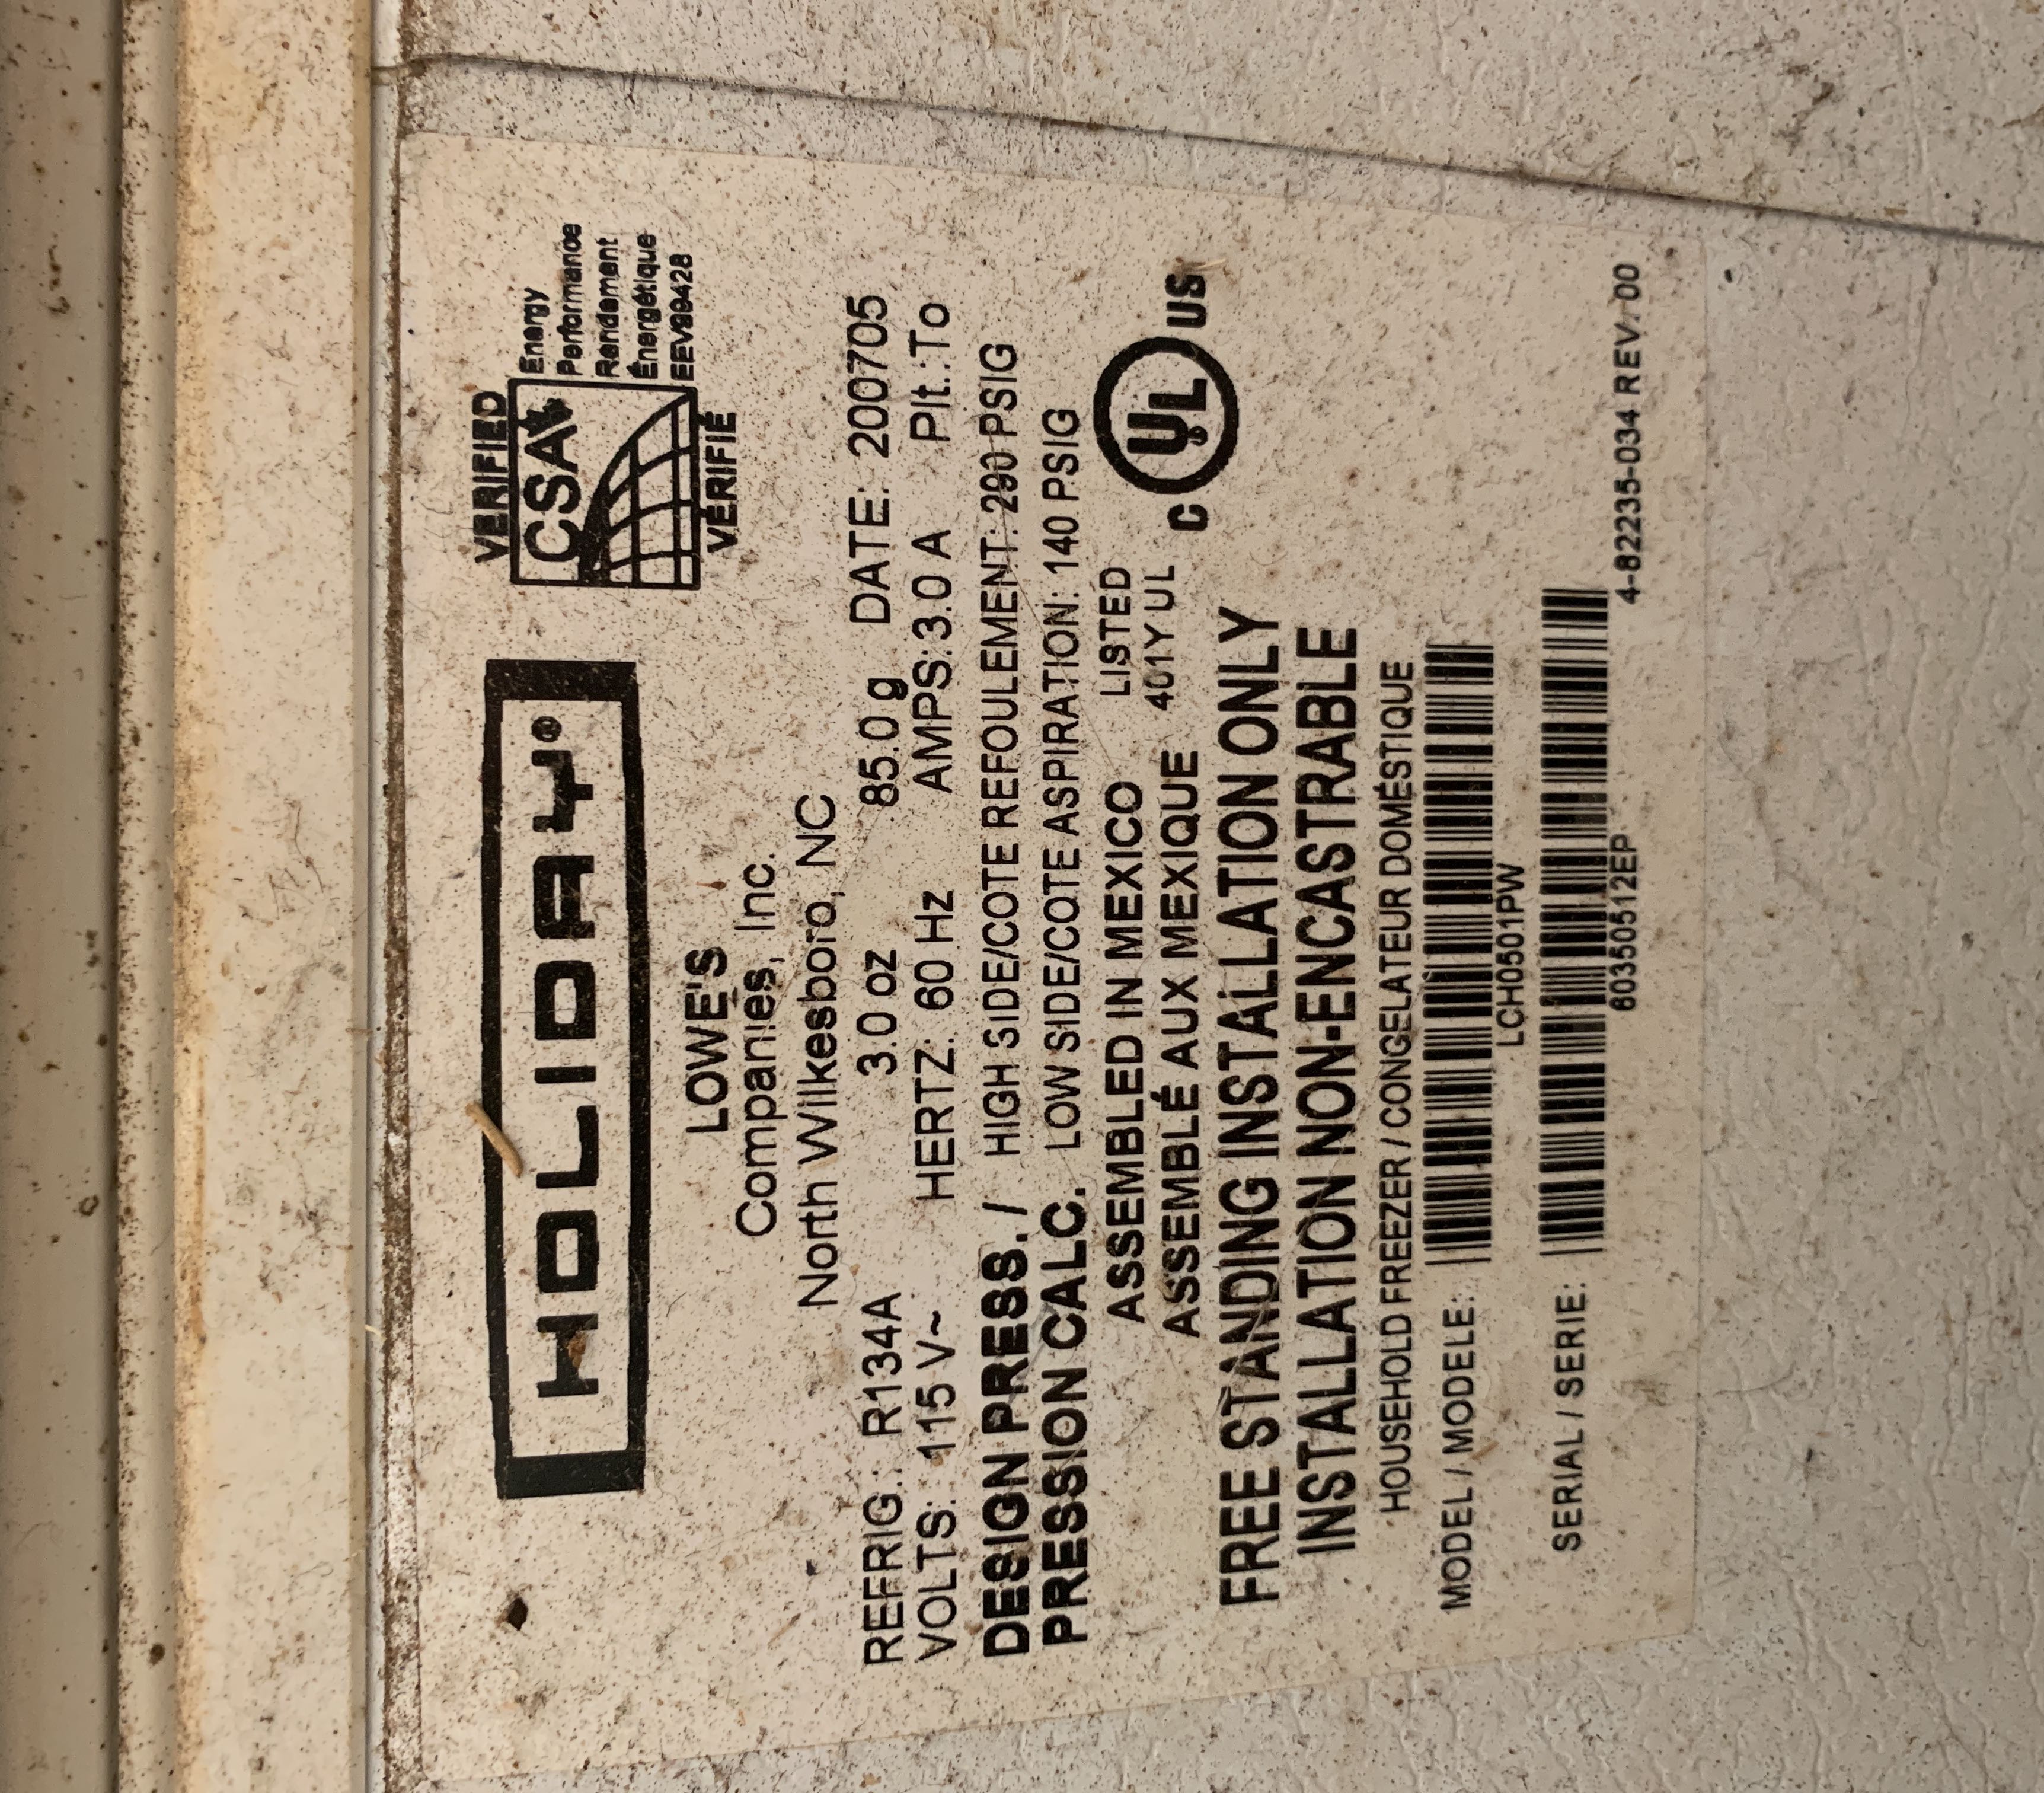 HOLIDAY®
VERIFIED
CSA
VÉRIFIÉ
Energy
Performance
Rendement
Énergétique
EEV99428
LOWE'S
Companies, Inc.
North Wilkesboro, NC
REFRIG.: R134A 3.0 oz 85.0 g DATE: 200705
VOLTS: 115 V~ HERTZ: 60 Hz AMPS: 3.0 A Plt.:To
DESIGN PRESS. / HIGH SIDE/COTE REFOULEMENT: 290 PSIG
PRESSION CALC. LOW SIDE/COTE ASPIRATION: 140 PSIG
ASSEMBLED IN MEXICO LISTED
ASSEMBLÉ AUX MEXIQUE 401Y UL
C UL US
FREE STANDING INSTALLATION ONLY
INSTALLATION NON-ENCASTRABLE
HOUSEHOLD FREEZER / CONGELATEUR DOMÉSTIQUE
MODEL / MODELE:
LCH0501PW
SERIAL / SERIE:
60350512EP
4-82235-034 REV. 00